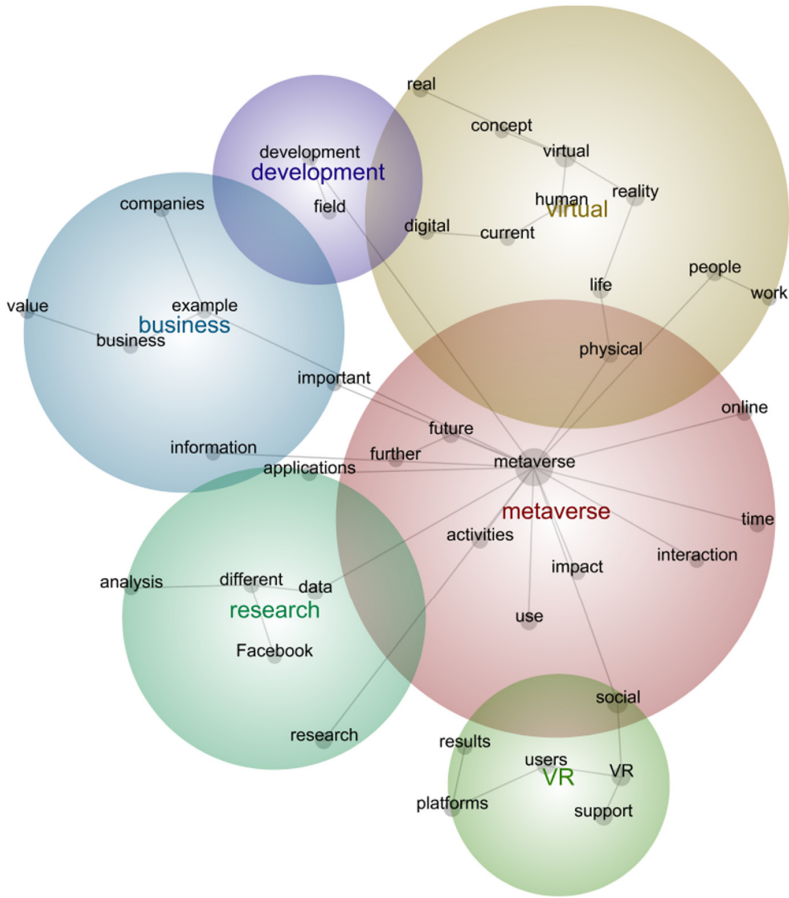 real
concept
development
virtual
development
human
reality
companies
field
virtual
digital
current
people
life
work
value
example
business
business
physical
important
online
future
information
further
applications
metaverse
metaverse
time
activities
interaction
impact
analysis
different
data
research
use
Facebook
social
research
results
users
VR
VR
platforms
support